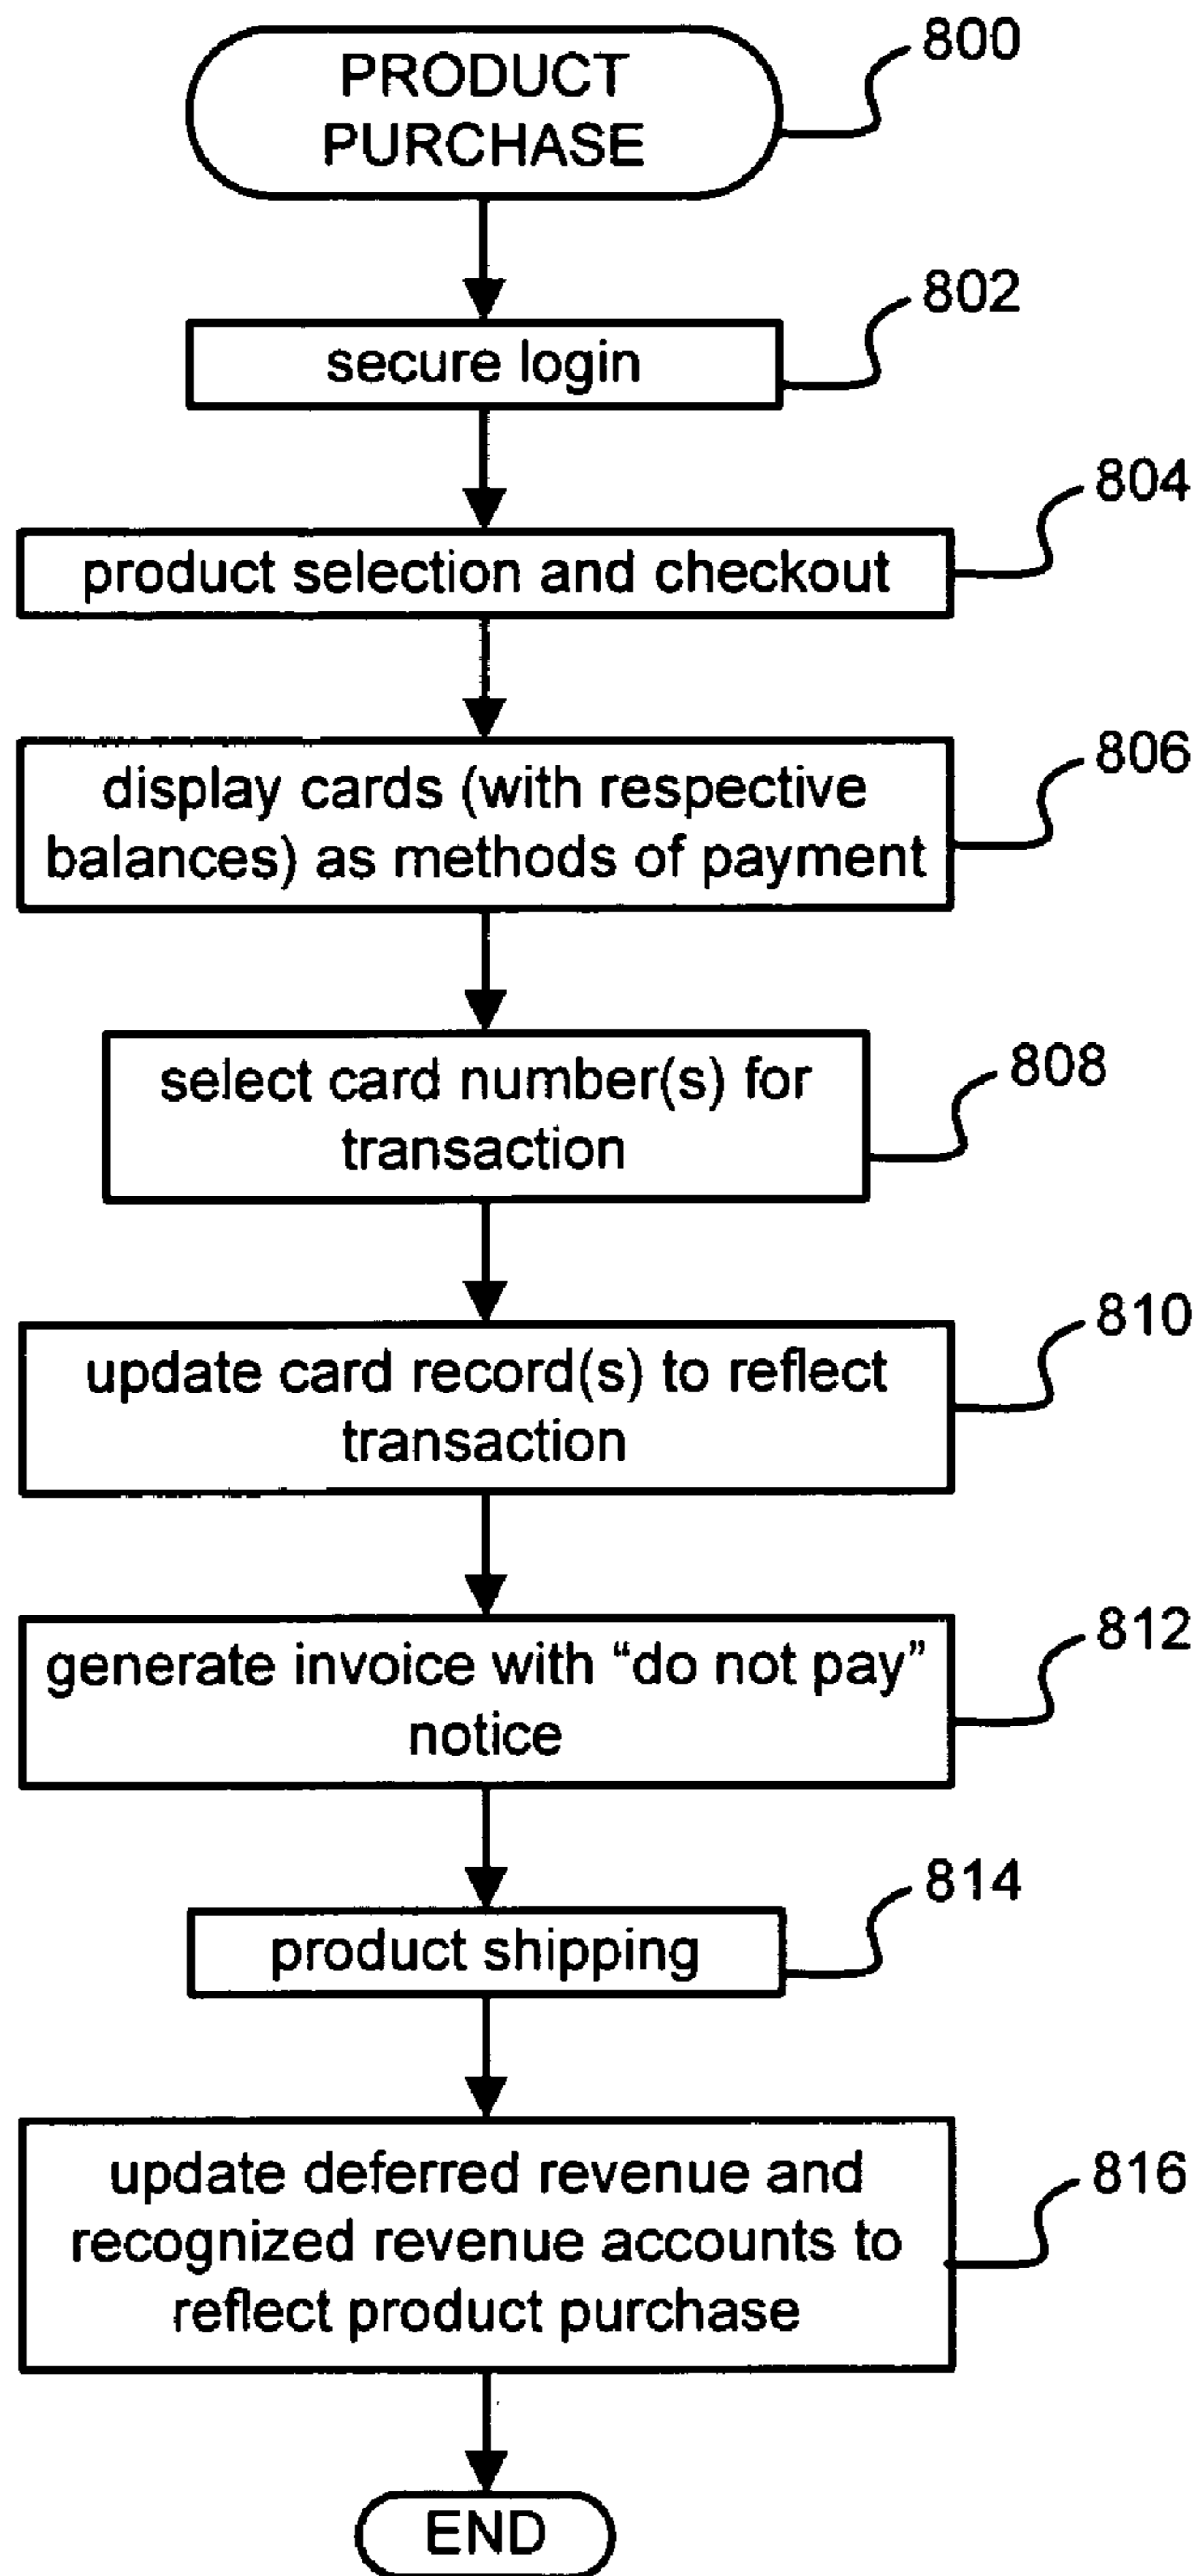 PRODUCT
PURCHASE
800
secure login
802
product selection and checkout
804
display cards (with respective
balances) as methods of payment
806
select card number(s) for
transaction
808
update card record(s) to reflect
transaction
810
generate invoice with “do not pay”
notice
812
product shipping
814
update deferred revenue and
recognized revenue accounts to
reflect product purchase
816
END